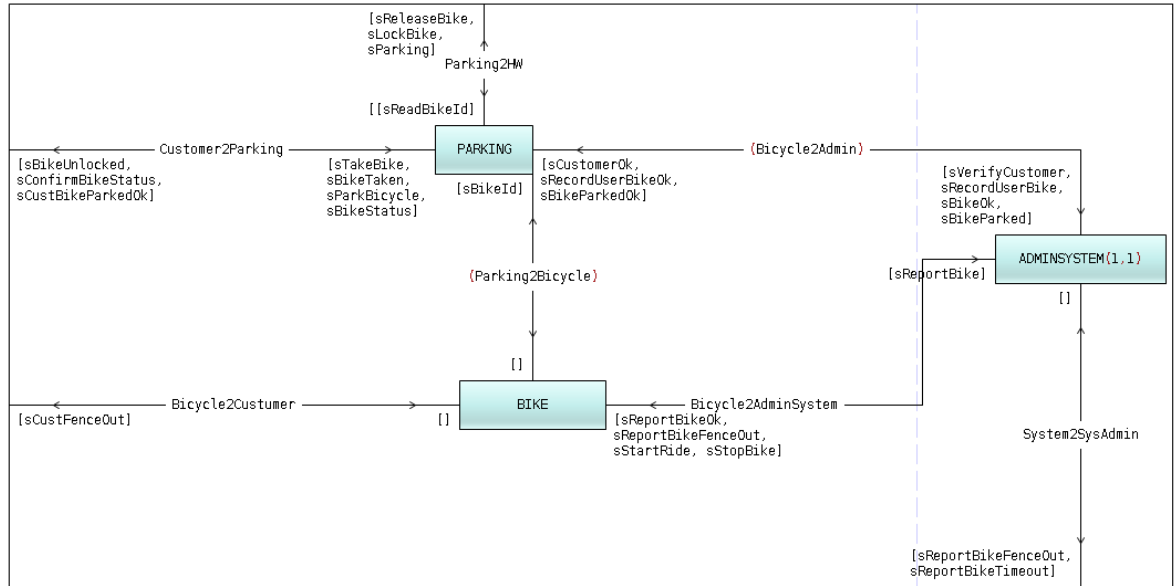 [sReleaseBike,
sLockBike,
sParking]
Parking2HW
[[sReadBikeId]
Customer2Parking
PARKING
(Bicycle2Admin)
[sBikeUnlocked,
sConfirmBikeStatus,
sCustBikeParkedOk]
[sTakeBike,
sBikeTaken,
sParkBicycle,
sBikeStatus]
[sBikeId]
[sCustomerOk,
sRecordUserBikeOk,
sBikeParkedOk]
[sVerifyCustomer,
sRecordUserBike,
sBikeOk,
sBikeParked]
ADMINSYSTEM(1,1)
[sReportBike]
[]
(Parking2Bicycle)
[]
Bicycle2Custumer
BIKE
Bicycle2AdminSystem
[sCustFenceOut]
[]
[sReportBikeOk,
sReportBikeFenceOut,
sStartRide, sStopBike]
System2SysAdmin
[sReportBikeFenceOut,
sReportBikeTimeout]